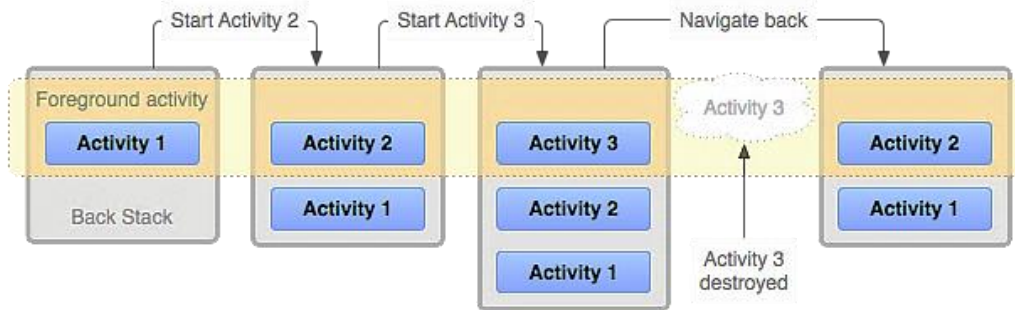 Start Activity 2
Start Activity 3
Navigate back
Foreground activity
Activity 1
Back Stack
Activity 2
Activity 1
Activity 3
Activity 2
Activity 1
Activity 3
Activity 3
destroyed
Activity 2
Activity 1